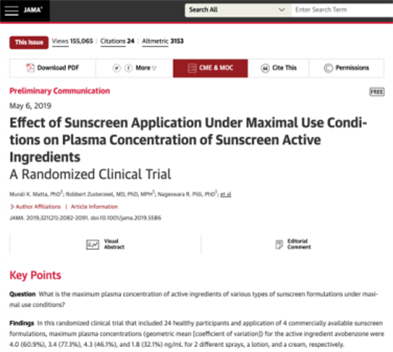 JAMA
Search All
Enter Search Term
This Issue Views 155,065 | Citations 24 | Altmetric 3153
Download PDF
More
CME & MOC
Cite This
© Permissions
Preliminary Communication
FREE
May 6, 2019
Effect of Sunscreen Application Under Maximal Use Condi-
tions on Plasma Concentration of Sunscreen Active
Ingredients
A Randomized Clinical Trial
Murali K. Matta, PhD1; Robbert Zusterzeel, MD, PhD, MPH1; Nageswara R. Pilli, PhD1; et al
> Author Affiliations | Article Information
JAMA. 2019;321(21):2082-2091. doi:10.1001/jama.2019.5586
Visual
Abstract
Editorial
Comment
Key Points
Question What is the maximum plasma concentration of active ingredients of various types of sunscreen formulations under maxi-
mal use conditions?
Findings In this randomized clinical trial that included 24 healthy participants and application of 4 commercially available sunscreen
formulations, maximum plasma concentrations (geometric mean [coefficient of variation]) for the active ingredient avobenzone were
4.0 (60.9%), 3.4 (77.3%), 4.3 (46.1%), and 1.8 (32.1%) ng/mL for 2 different sprays, a lotion, and a cream, respectively.